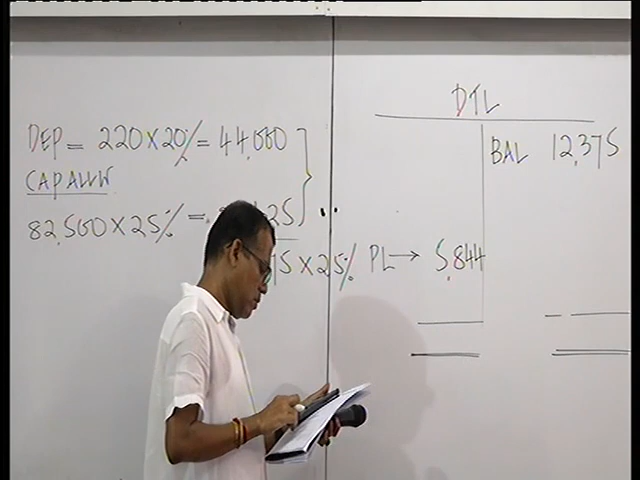 DTL
DEP = 220 X 20% = 44,000
BAL 12,375
CAP ALLW
82,500 X 25% =
X 25% PL → 5,844